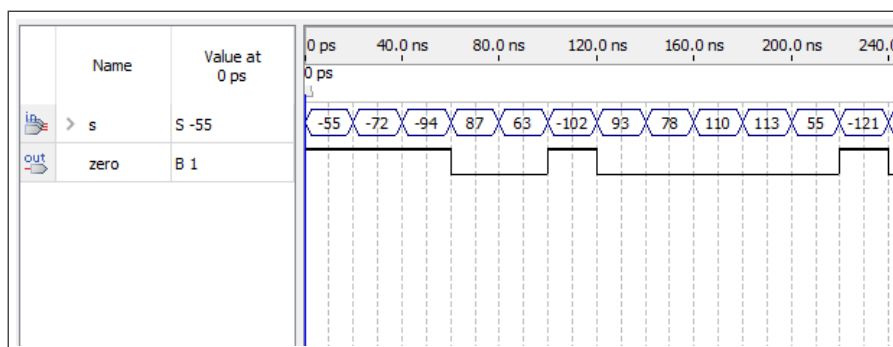 Name
Value at
0 ps
0 ps 40.0 ns 80.0 ns 120.0 ns 160.0 ns 200.0 ns 240.0
0 ps
in > s S -55 -55 -72 -94 87 63 -102 93 78 110 113 55 -121
out zero B 1